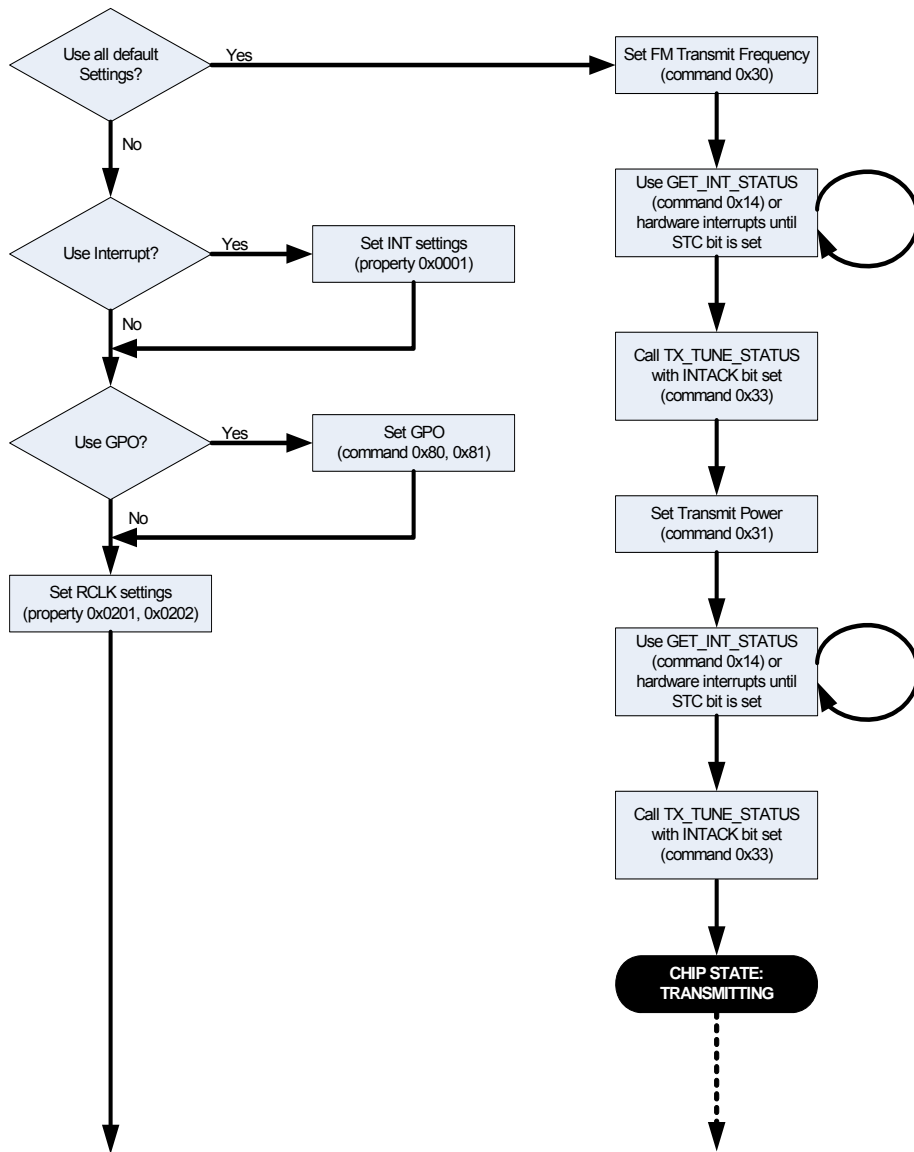 Use all default
Settings?
Yes
No
Use Interrupt?
Yes
Set INT settings
(property 0x0001)
No
Use GPO?
Yes
Set GPO
(command 0x80, 0x81)
No
Set RCLK settings
(property 0x0201, 0x0202)
Set FM Transmit Frequency
(command 0x30)
Use GET_INT_STATUS
(command 0x14) or
hardware interrupts until
STC bit is set
Call TX_TUNE_STATUS
with INTACK bit set
(command 0x33)
Set Transmit Power
(command 0x31)
Use GET_INT_STATUS
(command 0x14) or
hardware interrupts until
STC bit is set
Call TX_TUNE_STATUS
with INTACK bit set
(command 0x33)
CHIP STATE:
TRANSMITTING